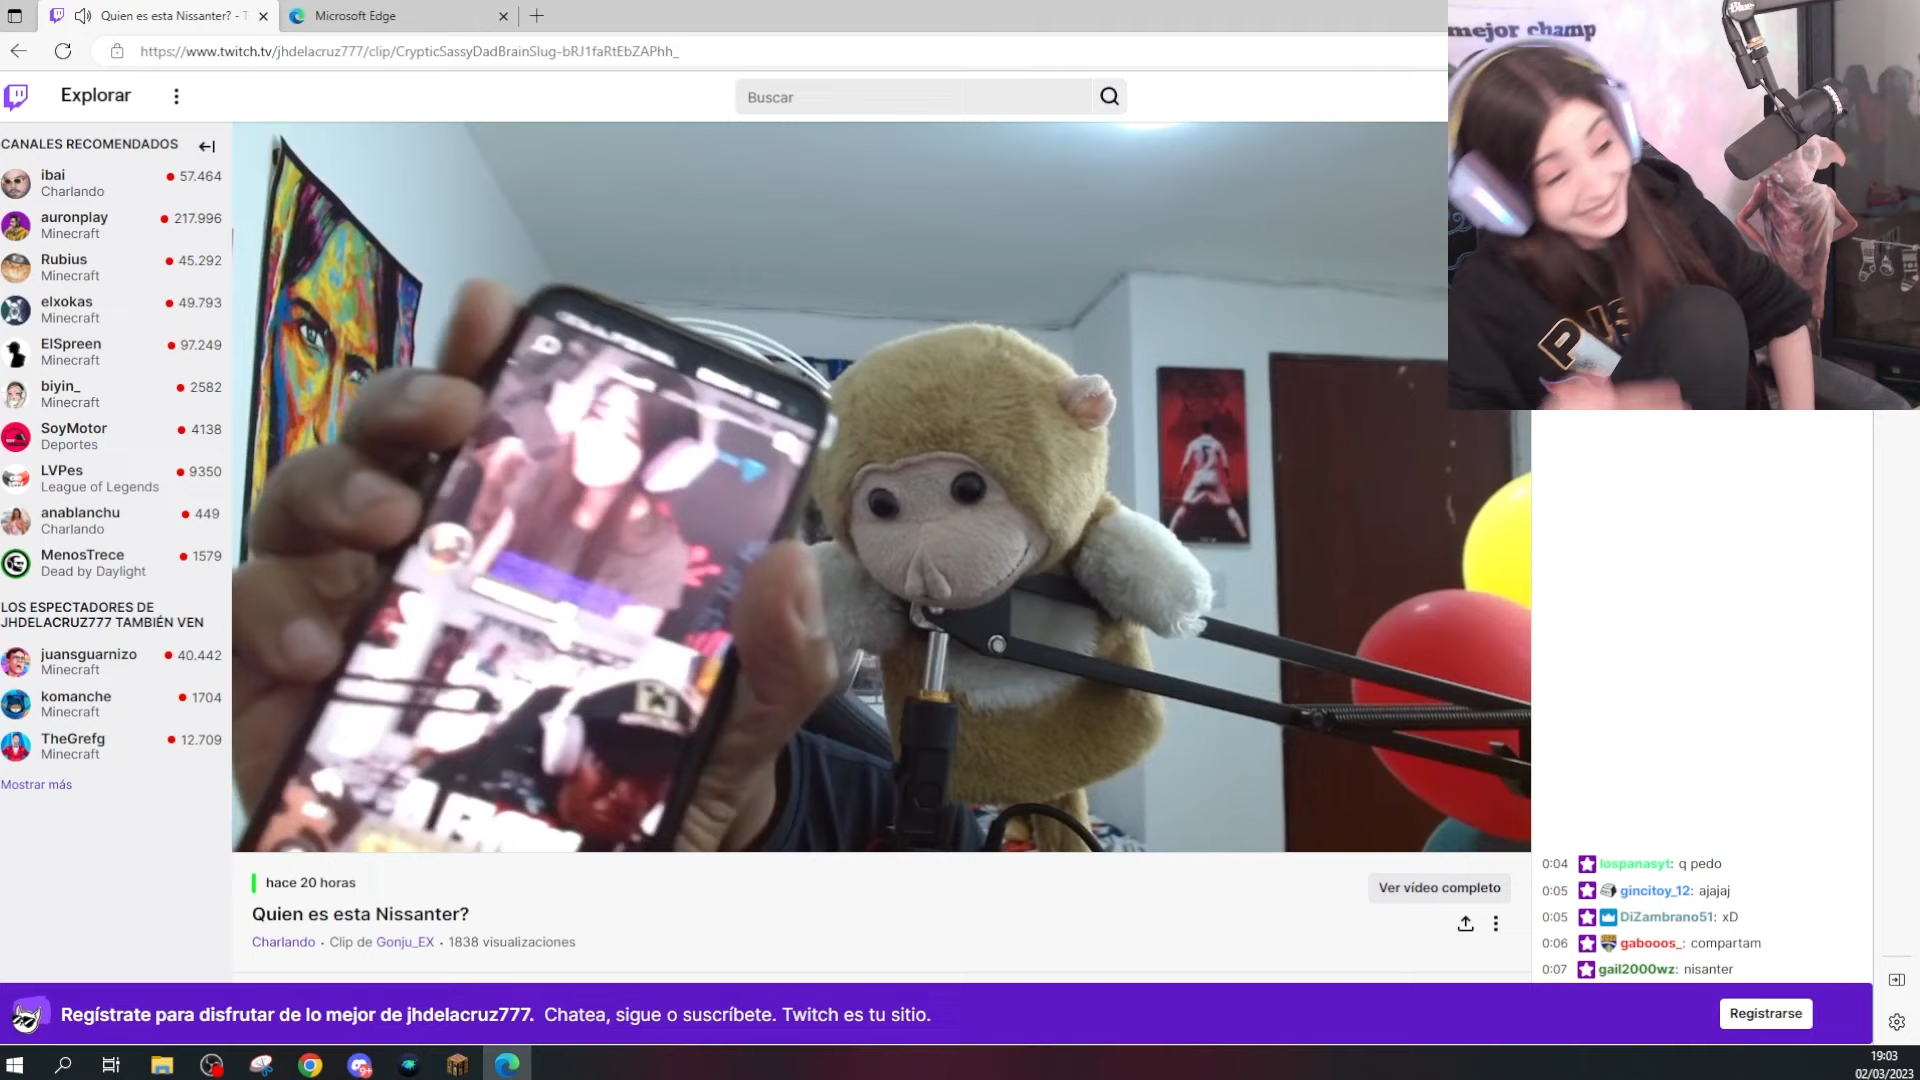 Quien es esta Nissanter? - T
Microsoft Edge
https://www.twitch.tv/jhdelacruz777/clip/CrypticSassyDadBrainSlug-bRJ1faRtEbZAPhh_
mejor champ
Blue
Explorar
Buscar
CANALES RECOMENDADOS
ibai 57.464
Charlando
auronplay 217.996
Minecraft
Rubius 45.292
Minecraft
elxokas 49.793
Minecraft
ElSpreen 97.249
Minecraft
biyin_ 2582
Minecraft
SoyMotor 4138
Deportes
LVPes 9350
League of Legends
anablanchu 449
Charlando
MenosTrece 1579
Dead by Daylight
LOS ESPECTADORES DE
JHDELACRUZ777 TAMBIÉN VEN
juansguarnizo 40.442
Minecraft
komanche 1704
Minecraft
TheGrefg 12.709
Minecraft
Mostrar más
7
hace 20 horas
Ver vídeo completo
Quien es esta Nissanter?
Charlando · Clip de Gonju_EX · 1838 visualizaciones
0:04 lospanasyt: q pedo
0:05 gincitoy_12: ajajaj
0:05 DiZambrano51: xD
0:06 gabooos_: compartam
0:07 gail2000wz: nisanter
Regístrate para disfrutar de lo mejor de jhdelacruz777. Chatea, sigue o suscríbete. Twitch es tu sitio.
Registrarse
9+
19:03
02/03/2023